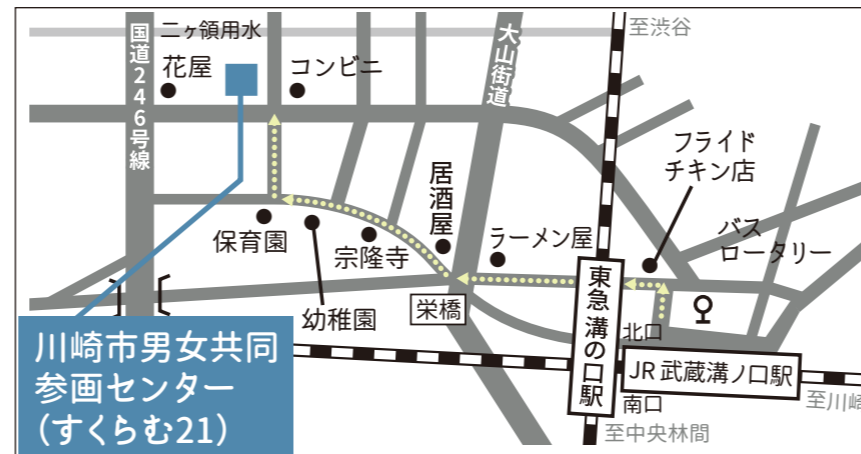 二ヶ領用水
至渋谷
国道246号線
花屋
コンビニ
大山街道
フライド
チキン店
居酒屋
バス
ロータリー
ラーメン屋
保育園
宗隆寺
幼稚園
栄橋
東急 溝の口駅
北口
JR 武蔵溝ノ口駅
南口
至川崎
至中央林間
川崎市男女共同
参画センター
(すくらむ21)